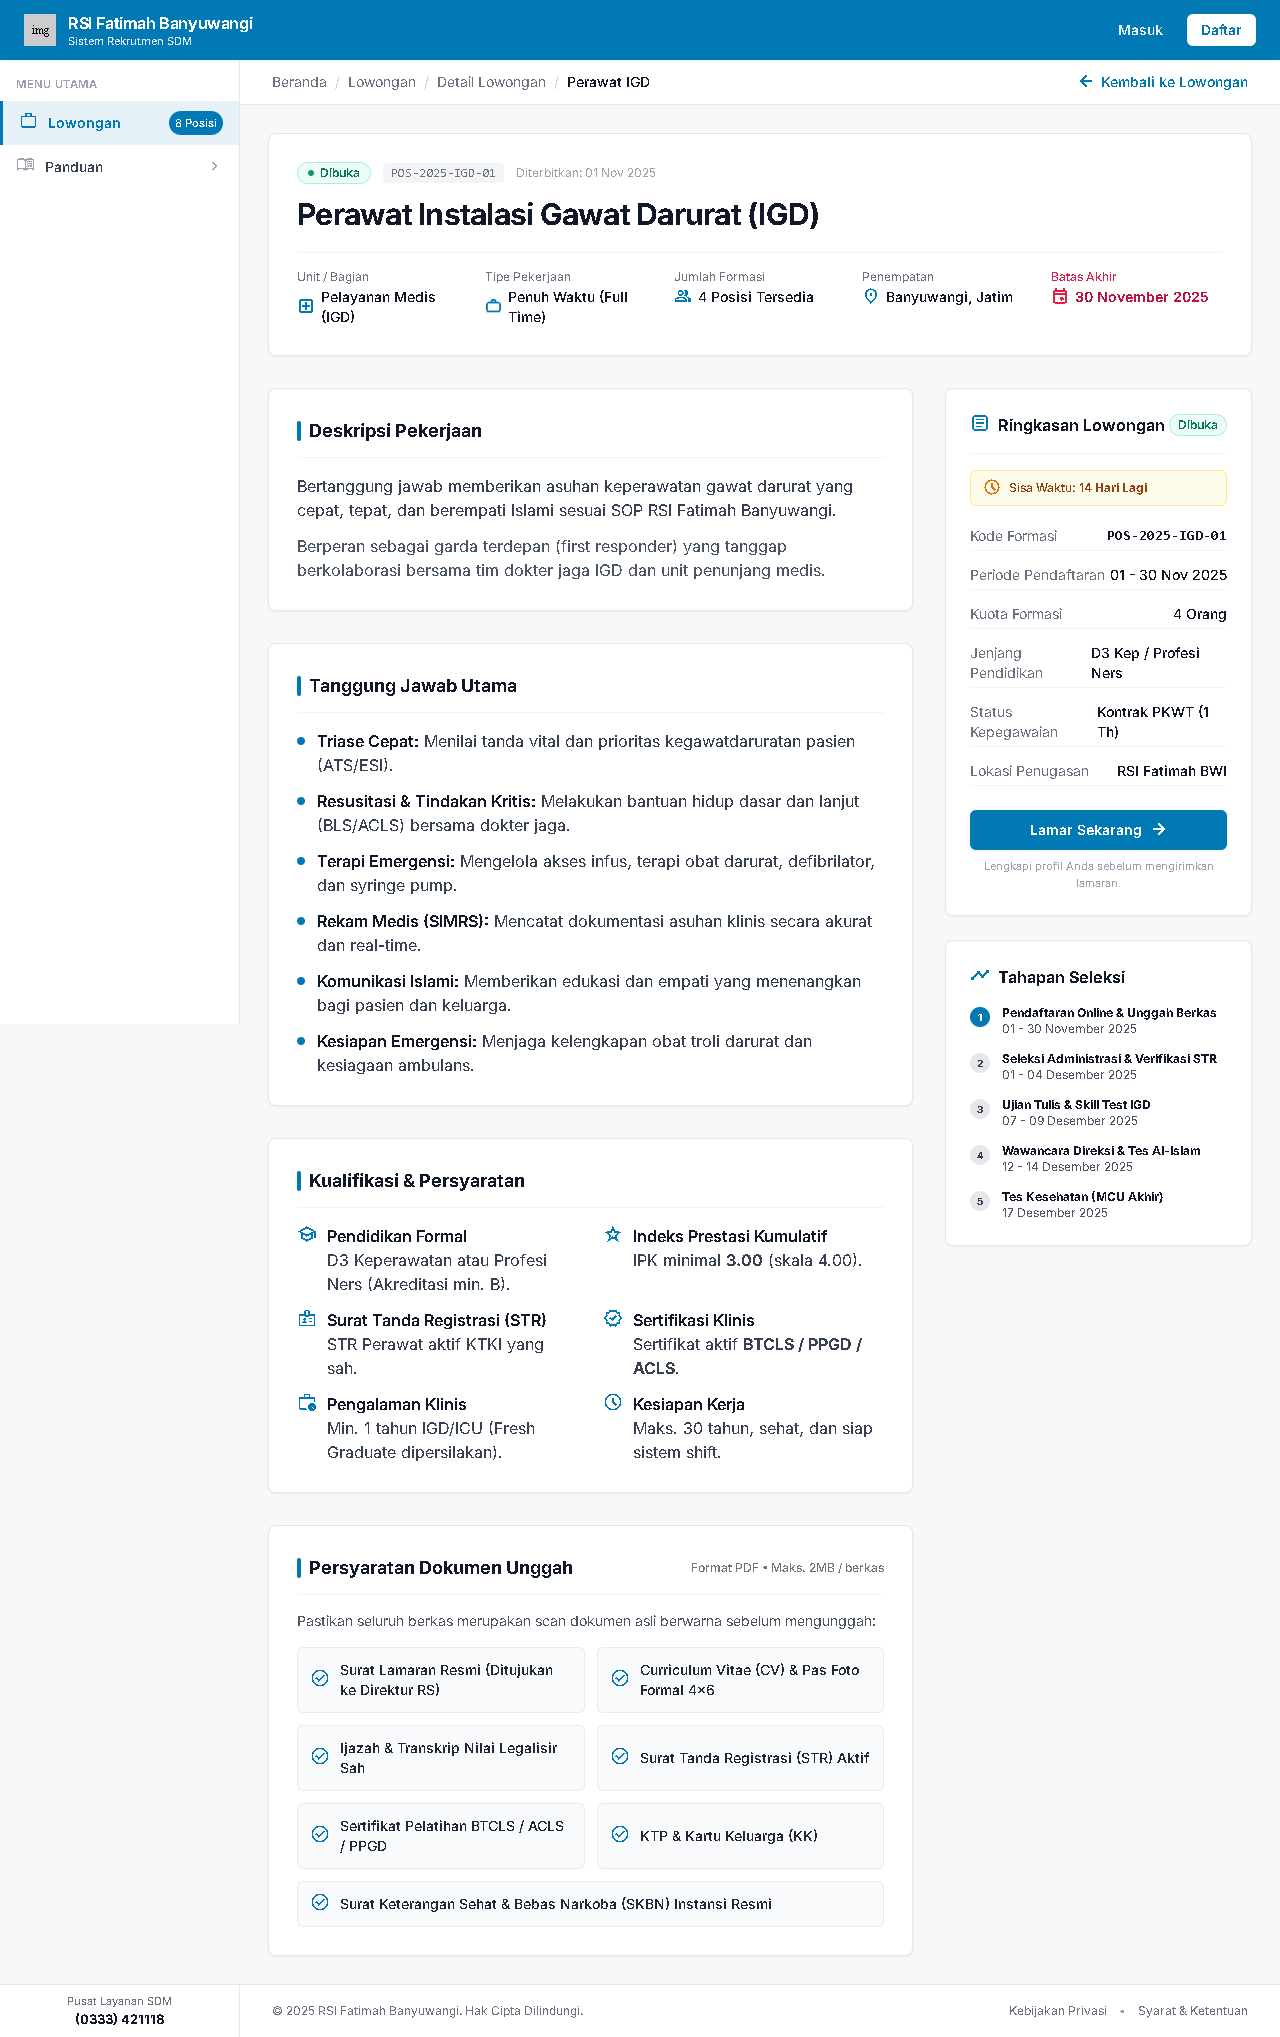 img
RSI Fatimah Banyuwangi
Sistem Rekrutmen SDM
Masuk
Daftar
MENU UTAMA
Lowongan
8 Posisi
Panduan
Beranda / Lowongan / Detail Lowongan / Perawat IGD
Kembali ke Lowongan
Dibuka
POS-2025-IGD-01
Diterbitkan: 01 Nov 2025
Perawat Instalasi Gawat Darurat (IGD)
Unit / Bagian
Pelayanan Medis
(IGD)
Tipe Pekerjaan
Penuh Waktu (Full
Time)
Jumlah Formasi
4 Posisi Tersedia
Penempatan
Banyuwangi, Jatim
Batas Akhir
30 November 2025
Deskripsi Pekerjaan
Bertanggung jawab memberikan asuhan keperawatan gawat darurat yang
cepat, tepat, dan berempati Islami sesuai SOP RSI Fatimah Banyuwangi.
Berperan sebagai garda terdepan (first responder) yang tanggap
berkolaborasi bersama tim dokter jaga IGD dan unit penunjang medis.
Tanggung Jawab Utama
Triase Cepat: Menilai tanda vital dan prioritas kegawatdaruratan pasien
(ATS/ESI).
Resusitasi & Tindakan Kritis: Melakukan bantuan hidup dasar dan lanjut
(BLS/ACLS) bersama dokter jaga.
Terapi Emergensi: Mengelola akses infus, terapi obat darurat, defibrilator,
dan syringe pump.
Rekam Medis (SIMRS): Mencatat dokumentasi asuhan klinis secara akurat
dan real-time.
Komunikasi Islami: Memberikan edukasi dan empati yang menenangkan
bagi pasien dan keluarga.
Kesiapan Emergensi: Menjaga kelengkapan obat troli darurat dan
kesiagaan ambulans.
Kualifikasi & Persyaratan
Pendidikan Formal
D3 Keperawatan atau Profesi
Ners (Akreditasi min. B).
Indeks Prestasi Kumulatif
IPK minimal 3.00 (skala 4.00).
Surat Tanda Registrasi (STR)
STR Perawat aktif KTKI yang
sah.
Sertifikasi Klinis
Sertifikat aktif BTCLS / PPGD /
ACLS.
Pengalaman Klinis
Min. 1 tahun IGD/ICU (Fresh
Graduate dipersilakan).
Kesiapan Kerja
Maks. 30 tahun, sehat, dan siap
sistem shift.
Persyaratan Dokumen Unggah
Format PDF • Maks. 2MB / berkas
Pastikan seluruh berkas merupakan scan dokumen asli berwarna sebelum mengunggah:
Surat Lamaran Resmi (Ditujukan
ke Direktur RS)
Curriculum Vitae (CV) & Pas Foto
Formal 4x6
Ijazah & Transkrip Nilai Legalisir
Sah
Surat Tanda Registrasi (STR) Aktif
Sertifikat Pelatihan BTCLS / ACLS
/ PPGD
KTP & Kartu Keluarga (KK)
Surat Keterangan Sehat & Bebas Narkoba (SKBN) Instansi Resmi
Ringkasan Lowongan
Dibuka
Sisa Waktu: 14 Hari Lagi
Kode Formasi
POS-2025-IGD-01
Periode Pendaftaran
01 - 30 Nov 2025
Kuota Formasi
4 Orang
Jenjang
Pendidikan
D3 Kep / Profesi
Ners
Status
Kepegawaian
Kontrak PKWT (1
Th)
Lokasi Penugasan
RSI Fatimah BWI
Lamar Sekarang
Lengkapi profil Anda sebelum mengirimkan
lamaran.
Tahapan Seleksi
1
Pendaftaran Online & Unggah Berkas
01 - 30 November 2025
2
Seleksi Administrasi & Verifikasi STR
01 - 04 Desember 2025
3
Ujian Tulis & Skill Test IGD
07 - 09 Desember 2025
4
Wawancara Direksi & Tes Al-Islam
12 - 14 Desember 2025
5
Tes Kesehatan (MCU Akhir)
17 Desember 2025
Pusat Layanan SDM
(0333) 421118
© 2025 RSI Fatimah Banyuwangi. Hak Cipta Dilindungi.
Kebijakan Privasi • Syarat & Ketentuan